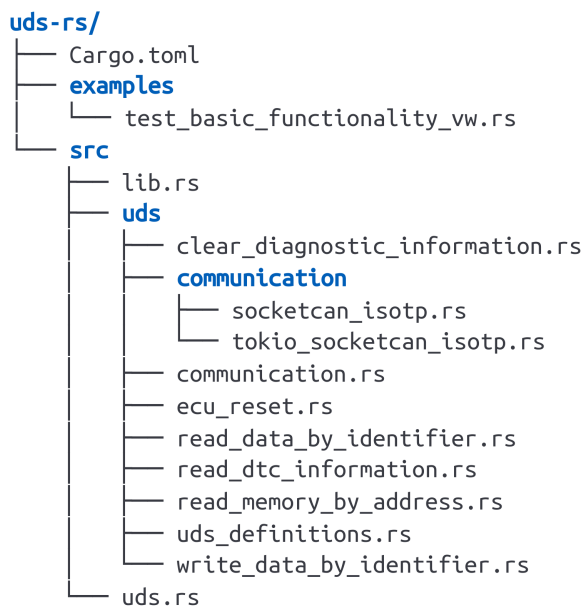 uds-rs/
Cargo.toml
examples
test_basic_functionality_vw.rs
src
lib.rs
uds
clear_diagnostic_information.rs
communication
socketcan_isotp.rs
tokio_socketcan_isotp.rs
communication.rs
ecu_reset.rs
read_data_by_identifier.rs
read_dtc_information.rs
read_memory_by_address.rs
uds_definitions.rs
write_data_by_identifier.rs
uds.rs